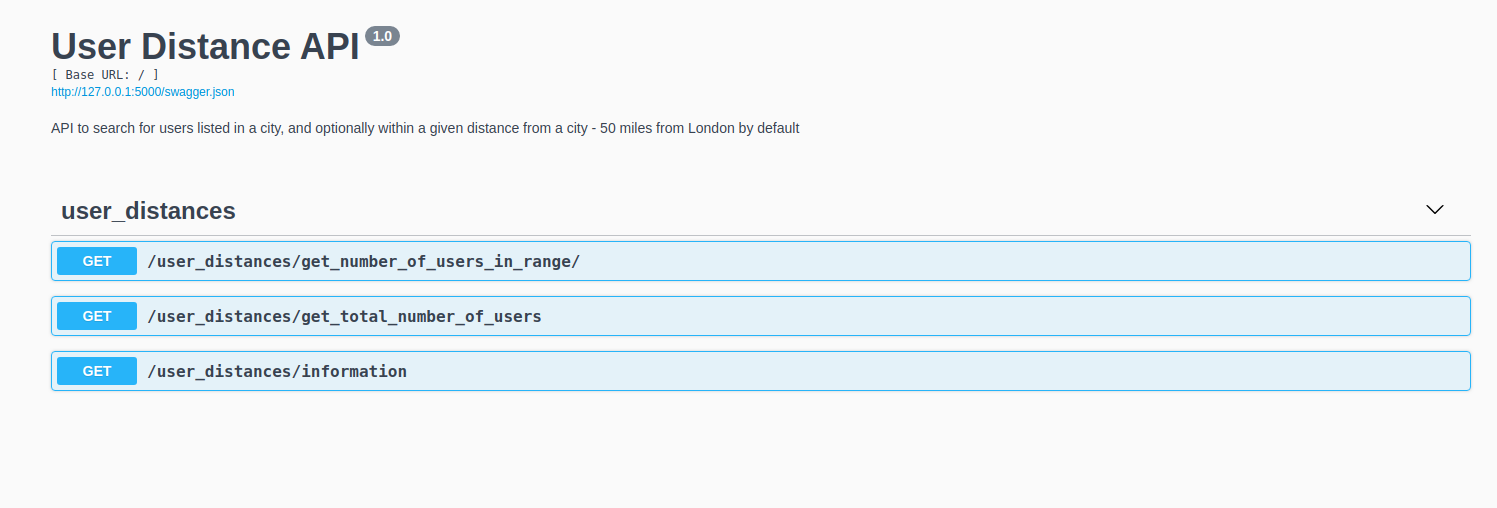 User Distance API 1.0
[ Base URL: / ]
http://127.0.0.1:5000/swagger.json
API to search for users listed in a city, and optionally within a given distance from a city - 50 miles from London by default
user_distances
GET /user_distances/get_number_of_users_in_range/
GET /user_distances/get_total_number_of_users
GET /user_distances/information